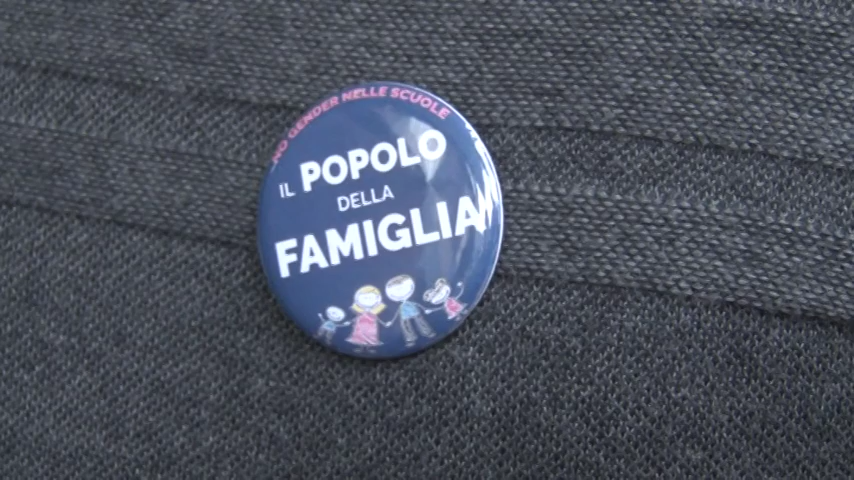 NO GENDER NELLE SCUOLE
IL POPOLO
DELLA
FAMIGLIA